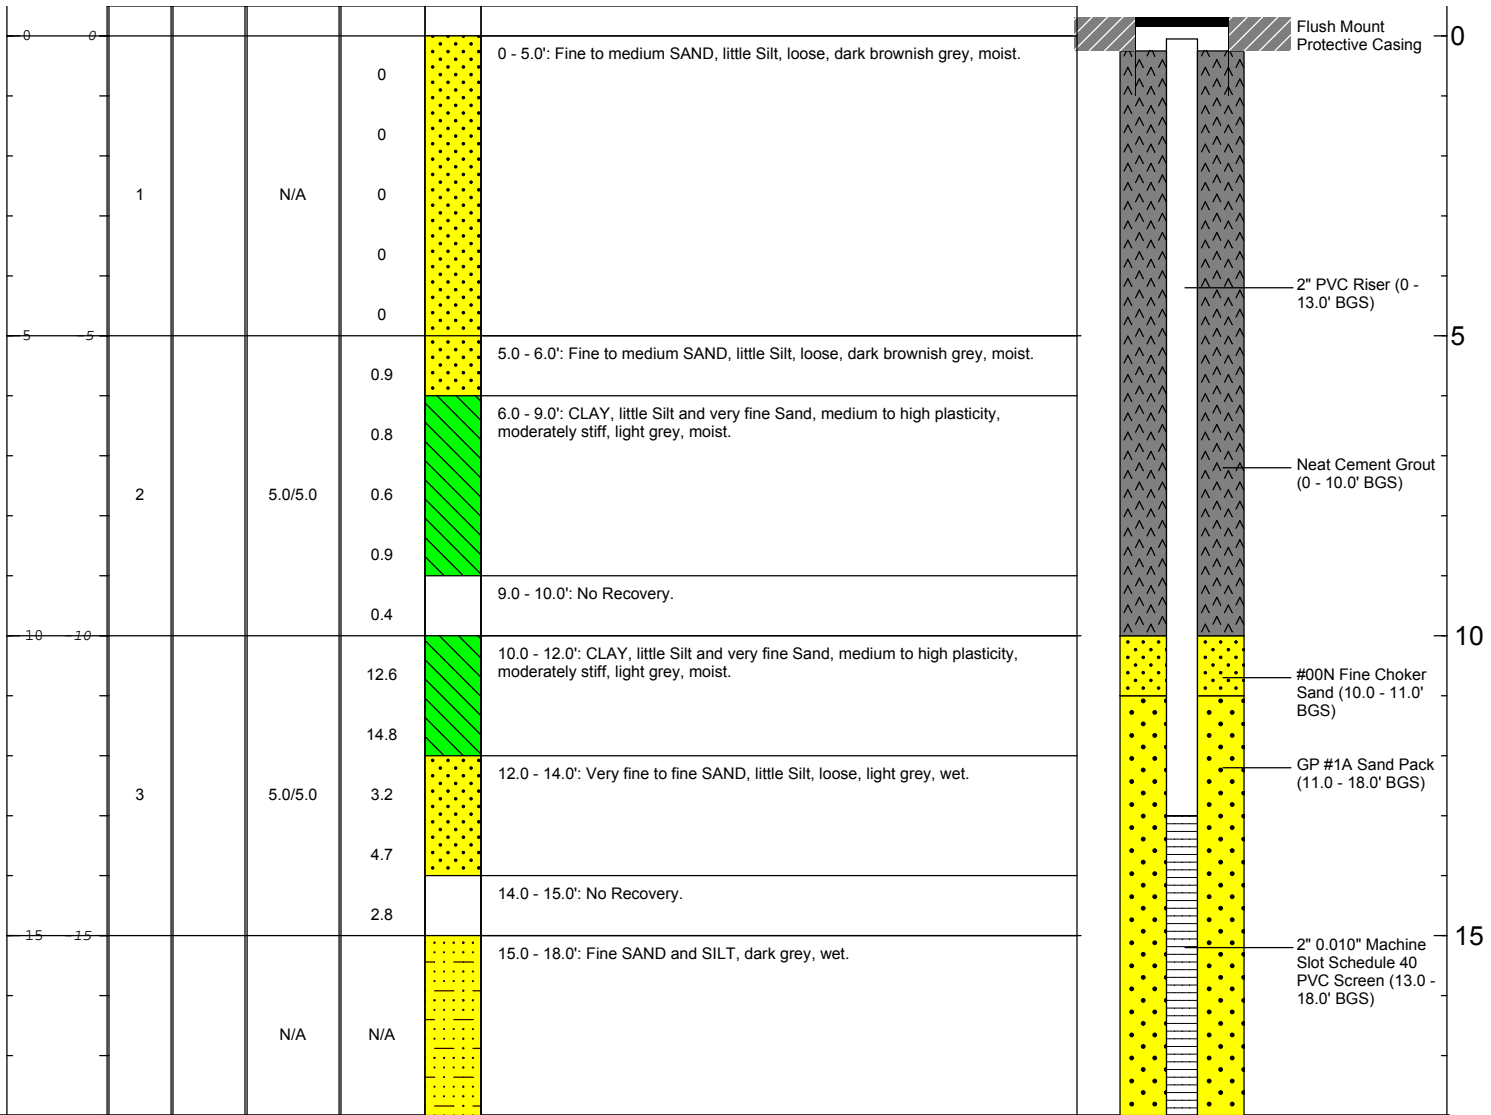 0 0
0 - 5.0': Fine to medium SAND, little Silt, loose, dark brownish grey, moist.
Flush Mount
Protective Casing
0
0
0
1
N/A
0
0
2" PVC Riser (0 -
13.0' BGS)
0
5 -5
5
5.0 - 6.0': Fine to medium SAND, little Silt, loose, dark brownish grey, moist.
0.9
6.0 - 9.0': CLAY, little Silt and very fine Sand, medium to high plasticity,
moderately stiff, light grey, moist.
0.8
Neat Cement Grout
(0 - 10.0' BGS)
2
5.0/5.0
0.6
0.9
9.0 - 10.0': No Recovery.
0.4
10 -10
10
10.0 - 12.0': CLAY, little Silt and very fine Sand, medium to high plasticity,
moderately stiff, light grey, moist.
12.6
#00N Fine Choker
Sand (10.0 - 11.0'
BGS)
14.8
12.0 - 14.0': Very fine to fine SAND, little Silt, loose, light grey, wet.
GP #1A Sand Pack
(11.0 - 18.0' BGS)
3
5.0/5.0
3.2
4.7
14.0 - 15.0': No Recovery.
2.8
15 -15
15
15.0 - 18.0': Fine SAND and SILT, dark grey, wet.
2" 0.010" Machine
Slot Schedule 40
PVC Screen (13.0 -
18.0' BGS)
N/A
N/A